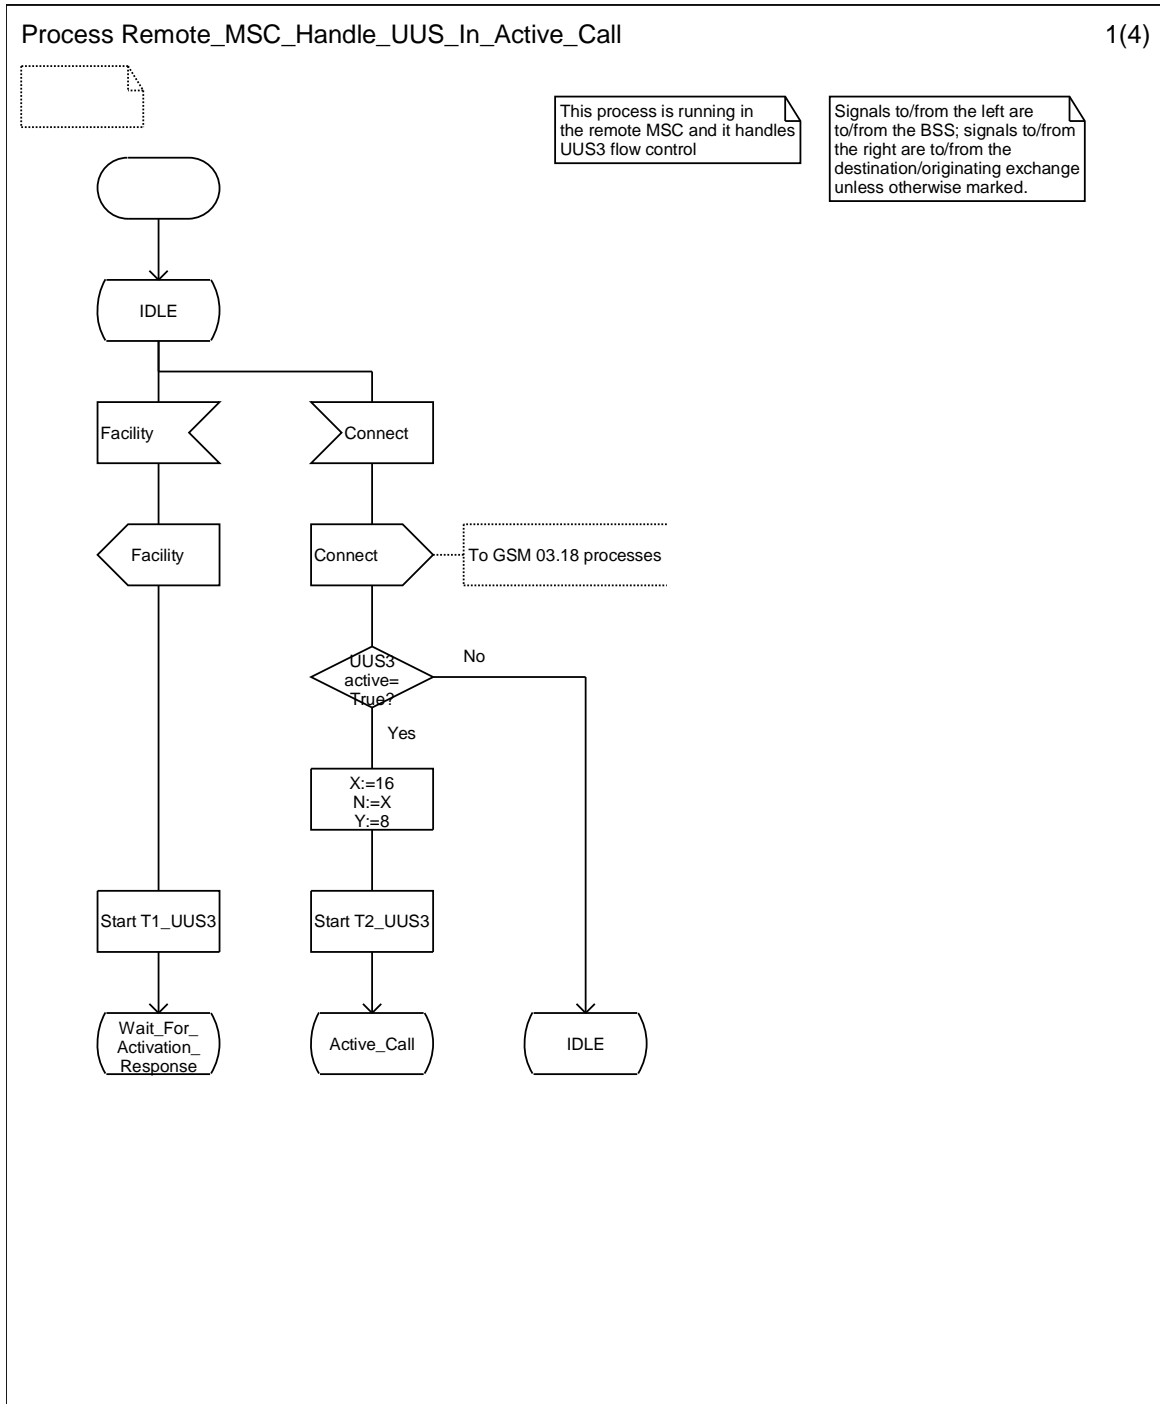 Process Remote_MSC_Handle_UUS_In_Active_Call
1(4)
This process is running in
the remote MSC and it handles
UUS3 flow control
Signals to/from the left are
to/from the BSS; signals to/from
the right are to/from the
destination/originating exchange
unless otherwise marked.
IDLE
Facility
Connect
Facility
Connect
To GSM 03.18 processes
UUS3
active=
True?
No
Yes
X:=16
N:=X
Y:=8
Start T1_UUS3
Start T2_UUS3
Wait_For_
Activation_
Response
Active_Call
IDLE